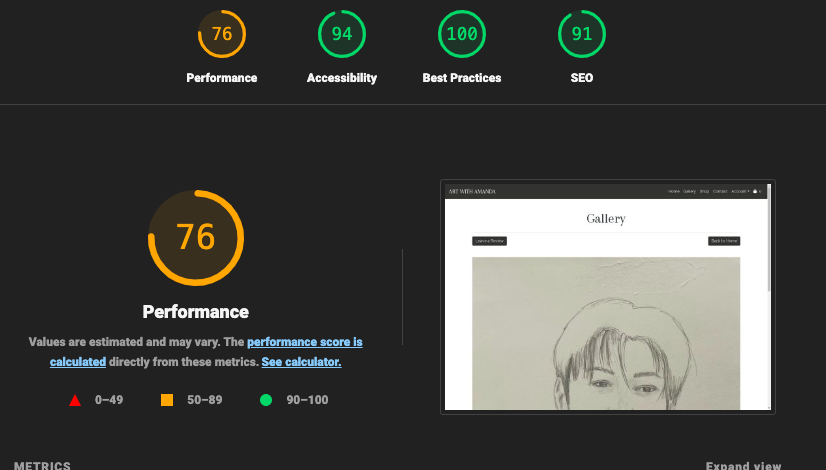 76
94
100
91
Performance
Accessibility
Best Practices
SEO
76
Performance
Values are estimated and may vary. The performance score is
calculated directly from these metrics. See calculator.
0–49
50–89
90–100
ART WITH AMANDA
Home Gallery Shop Contact Account
Gallery
Leave a Review
Back to Home
METRICS
Expand view